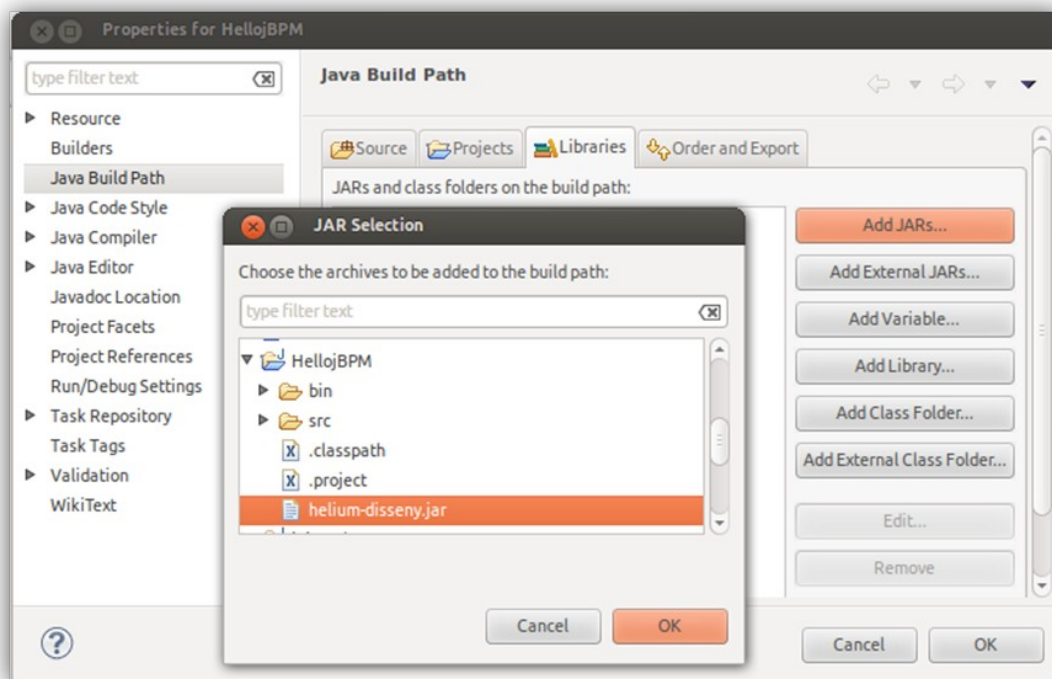 Properties for HellojBPM
type filter text
Resource
Builders
Java Build Path
Java Code Style
Java Compiler
Java Editor
Javadoc Location
Project Facets
Project References
Run/Debug Settings
Task Repository
Task Tags
Validation
WikiText
Java Build Path
Source
Projects
Libraries
Order and Export
JARs and class folders on the build path:
JAR Selection
Choose the archives to be added to the build path:
type filter text
HellojBPM
bin
src
.classpath
.project
helium-disseny.jar
Cancel
OK
Add JARs...
Add External JARs...
Add Variable...
Add Library...
Add Class Folder...
Add External Class Folder...
Edit...
Remove
?
Cancel
OK